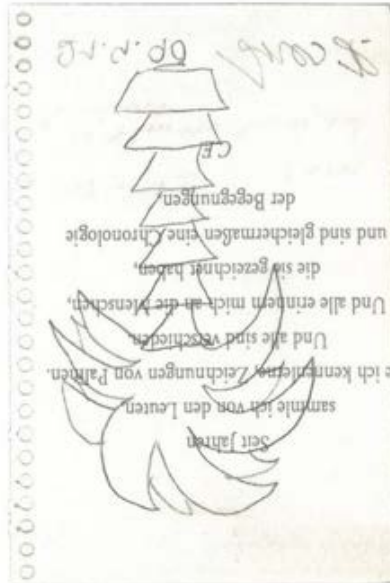 Seit Jahren
sammle ich von den Leuten,
e ich kennenlerne, Zeichnungen von Palmen.
Und alle sind verschieden.
Und alle erinnern mich an die Menschen,
die sie gezeichnet haben,
und sind gleichermaßen eine Chronologie
der Begegnungen.